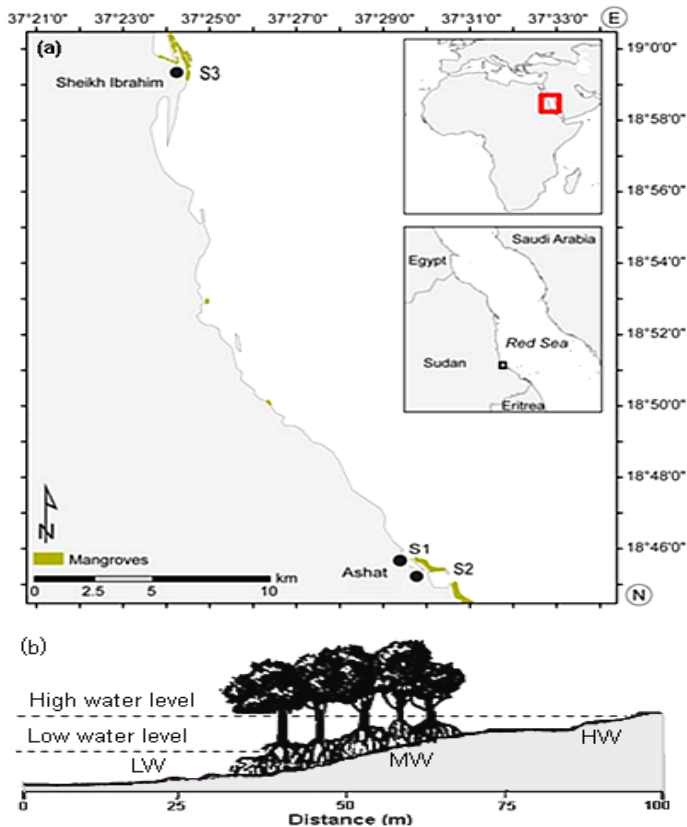 37°21'0" 37°23'0" 37°25'0" 37°27'0" 37°29'0" 37°31'0" 37°33'0" E
(a)
19°0'0"
Sheikh Ibrahim S3
18°58'0"
18°56'0"
Saudi Arabia
Egypt
18°54'0"
18°52'0"
Red Sea
Sudan
18°50'0"
Eritrea
18°48'0"
N
S1
18°46'0"
Mangroves
Ashat S2
km
0 2.5 5 10
N
(b)
High water level
Low water level
HW
LW MW
0 25 50 75 100
Distance (m)